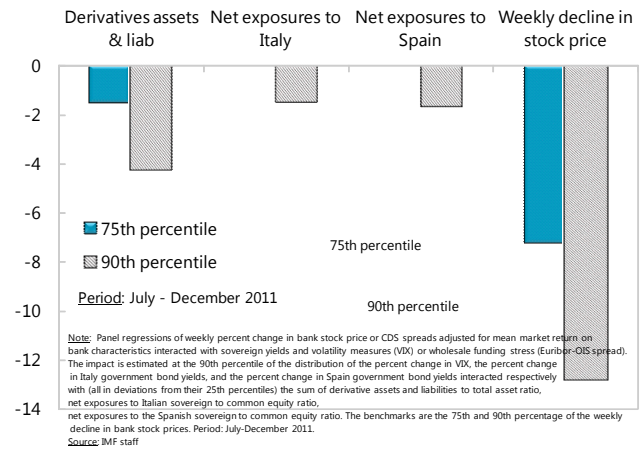 Derivatives assets & liab
Net exposures to Italy
Net exposures to Spain
Weekly decline in stock price
0
-2
-4
-6
-8
-10
-12
-14
75th percentile
90th percentile
75th percentile
90th percentile
Period: July - December 2011
Note: Panel regressions of weekly percent change in bank stock price or CDS spreads adjusted for mean market return on
bank characteristics interacted with sovereign yields and volatility measures (VIX) or wholesale funding stress (Euribor-OIS spread).
The impact is estimated at the 90th percentile of the distribution of the percent change in VIX, the percent change
in Italy government bond yields, and the percent change in Spain government bond yields interacted respectively
with (all in deviations from their 25th percentiles) the sum of derivative assets and liabilities to total asset ratio,
net exposures to Italian sovereign to common equity ratio,
net exposures to the Spanish sovereign to common equity ratio. The benchmarks are the 75th and 90th percentage of the weekly
decline in bank stock prices. Period: July-December 2011.
Source: IMF staff